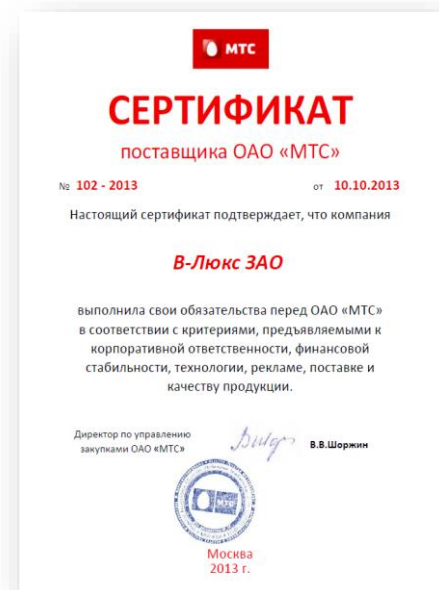 МТС
СЕРТИФИКАТ
поставщика ОАО «МТС»
№ 102 - 2013 от 10.10.2013
Настоящий сертификат подтверждает, что компания
В-Люкс ЗАО
выполнила свои обязательства перед ОАО «МТС»
в соответствии с критериями, предъявляемыми к
корпоративной ответственности, финансовой
стабильности, технологии, рекламе, поставке и
качеству продукции.
Директор по управлению
закупками ОАО «МТС»
В.В.Шоржин
МТС
Москва
2013 г.